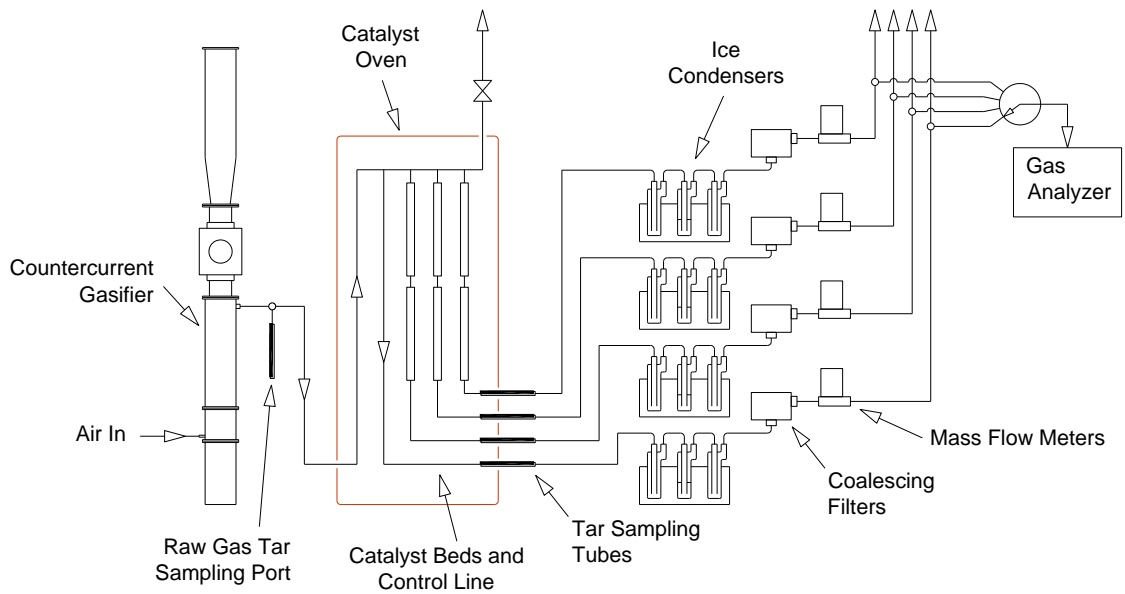 Catalyst
Oven
Ice
Condensers
Gas
Analyzer
Countercurrent
Gasifier
Air In
Mass Flow Meters
Coalescing
Filters
Tar Sampling
Tubes
Raw Gas Tar
Sampling Port
Catalyst Beds and
Control Line